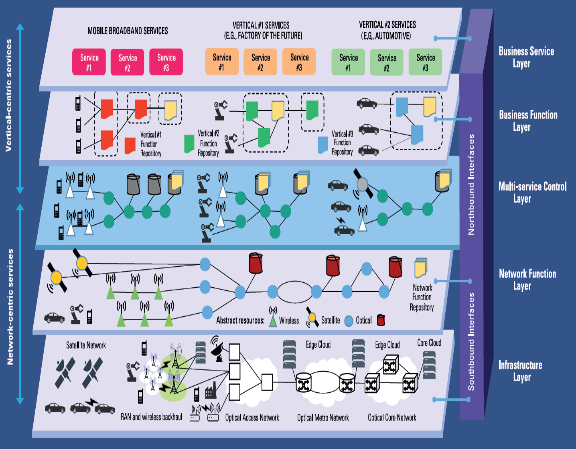 Vertical-centric services
Network-centric services
MOBILE BROADBAND SERVICES
Service
#1
Service
#2
Service
#3
VERTICAL #1 SERVICES
(E.G., FACTORY OF THE FUTURE)
Service
#1
Service
#2
Service
#3
VERTICAL #2 SERVICES
(E.G., AUTOMOTIVE)
Service
#1
Service
#2
Service
#3
Business Service
Layer
Vertical #1
Function
Repository
Vertical #2
Function
Repository
Vertical #3
Function
Repository
Business Function
Layer
Multi-service Control
Layer
Northbound Interfaces
Network
Function
Repository
Abstract resources:
Wireless
Satellite
Optical
Network Function
Layer
Southbound Interfaces
Satellite Network
RAN and wireless backhaul
Optical Access Network
Edge Cloud
Optical Metro Network
Edge Cloud
Core Cloud
Optical Core Network
Infrastructure
Layer